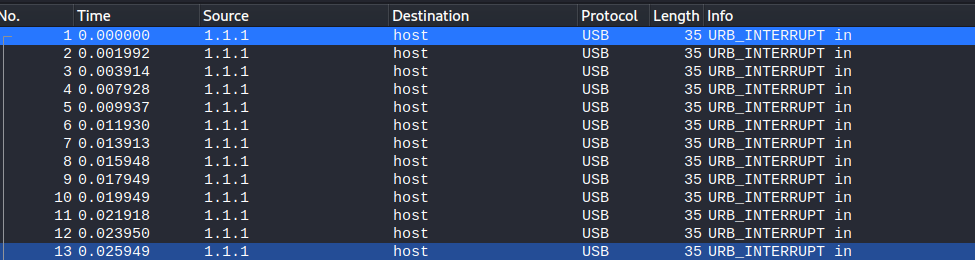 No. Time Source Destination Protocol Length Info
1 0.000000 1.1.1 host USB 35 URB_INTERRUPT in
2 0.001992 1.1.1 host USB 35 URB_INTERRUPT in
3 0.003914 1.1.1 host USB 35 URB_INTERRUPT in
4 0.007928 1.1.1 host USB 35 URB_INTERRUPT in
5 0.009937 1.1.1 host USB 35 URB_INTERRUPT in
6 0.011930 1.1.1 host USB 35 URB_INTERRUPT in
7 0.013913 1.1.1 host USB 35 URB_INTERRUPT in
8 0.015948 1.1.1 host USB 35 URB_INTERRUPT in
9 0.017949 1.1.1 host USB 35 URB_INTERRUPT in
10 0.019949 1.1.1 host USB 35 URB_INTERRUPT in
11 0.021918 1.1.1 host USB 35 URB_INTERRUPT in
12 0.023950 1.1.1 host USB 35 URB_INTERRUPT in
13 0.025949 1.1.1 host USB 35 URB_INTERRUPT in